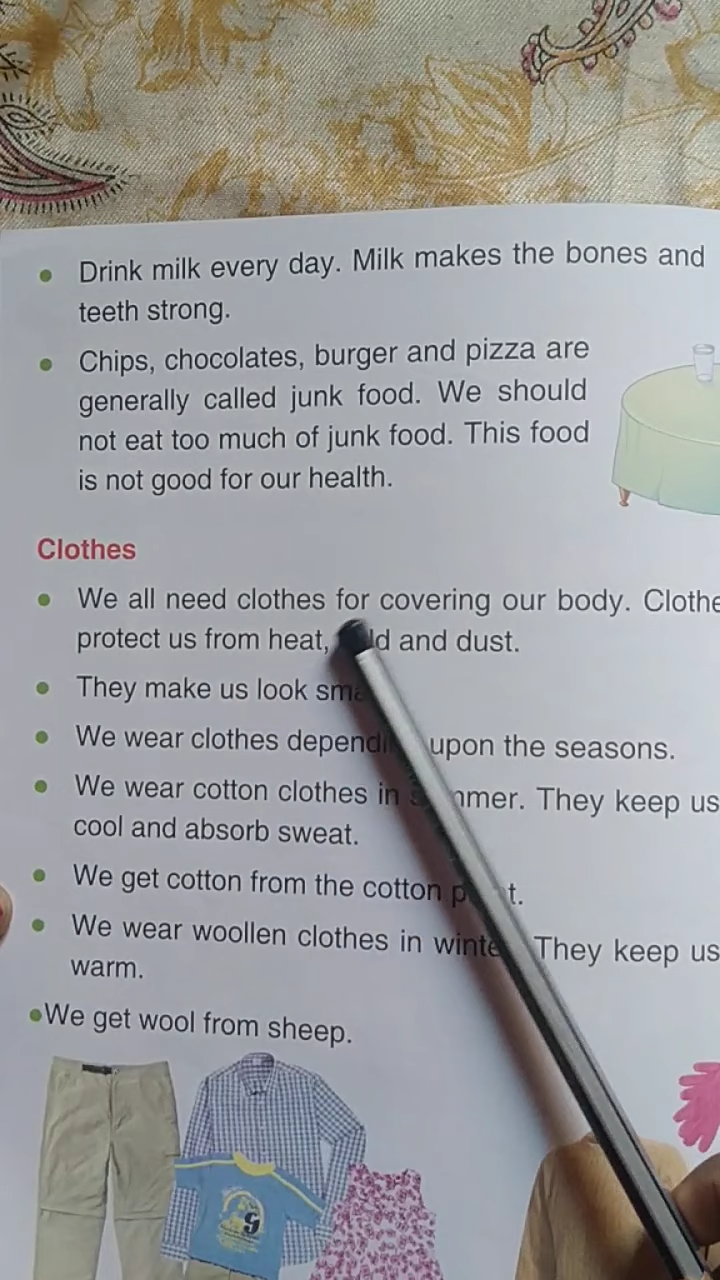 Drink milk every day. Milk makes the bones and
teeth strong.
Chips, chocolates, burger and pizza are
generally called junk food. We should
not eat too much of junk food. This food
is not good for our health.
Clothes
We all need clothes for covering our body. Clothe
protect us from heat, and dust.
They make us look
We wear clothes upon the seasons.
We wear cotton clothes in They keep us
cool and absorb sweat.
We get cotton from the cotton
We wear woollen clothes in They keep us
warm.
We get wool from sheep.